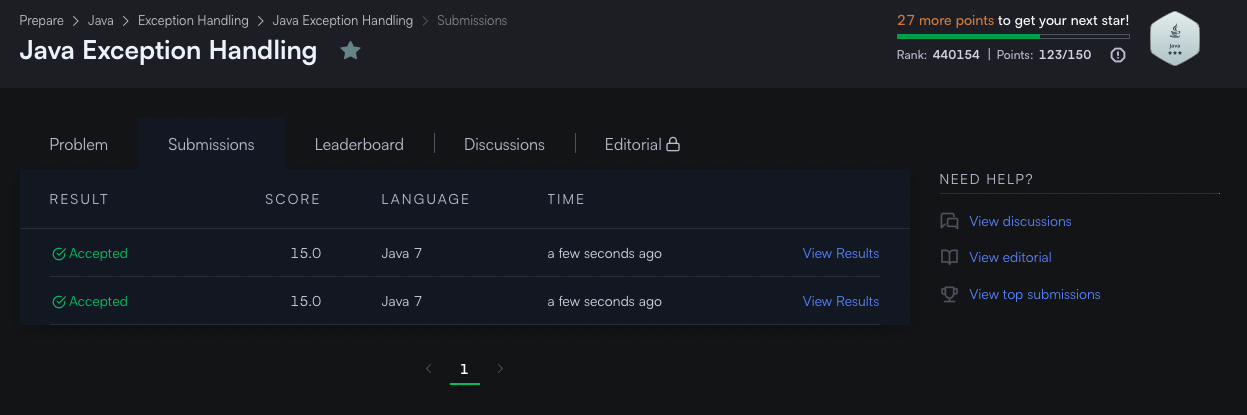 Prepare > Java > Exception Handling > Java Exception Handling > Submissions
Java Exception Handling
27 more points to get your next star!
Rank: 440154 | Points: 123/150
Java
Problem
Submissions
Leaderboard
Discussions
Editorial
RESULT SCORE LANGUAGE TIME
Accepted 15.0 Java 7 a few seconds ago View Results
Accepted 15.0 Java 7 a few seconds ago View Results
1
NEED HELP?
View discussions
View editorial
View top submissions